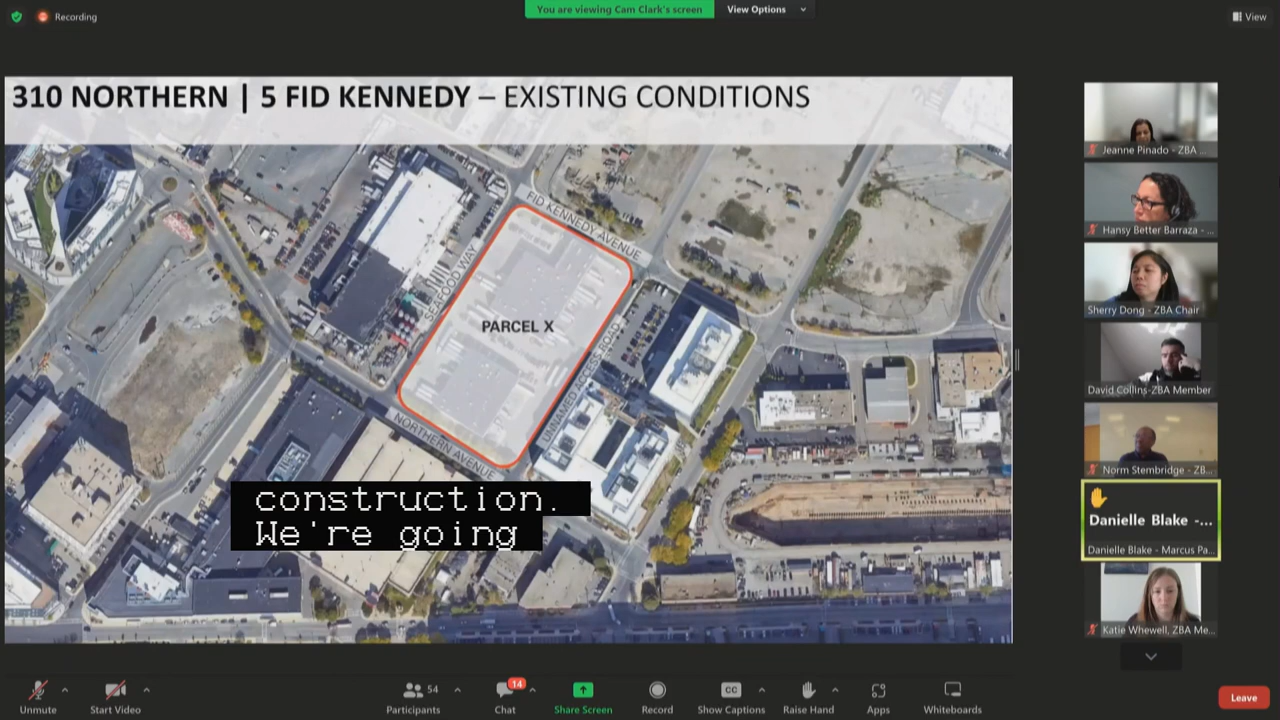 Recording
You are viewing Cam Clark's screen
View Options
View
310 NORTHERN | 5 FID KENNEDY – EXISTING CONDITIONS
FID KENNEDY AVENUE
SEAFOOD WAY
PARCEL X
UNNAMED ACCESS ROAD
NORTHERN AVENUE
construction.
We're going
Jeanne Pinado - ZBA ...
Hansy Better Barraza - ...
Sherry Dong - ZBA Chair
David Collins-ZBA Member
Norm Stembridge - ZB...
Danielle Blake -...
Danielle Blake - Marcus Pa...
Katie Whewell, ZBA Me...
Unmute
Start Video
54
Participants
14
Chat
Share Screen
Record
CC
Show Captions
Raise Hand
Apps
Whiteboards
Leave